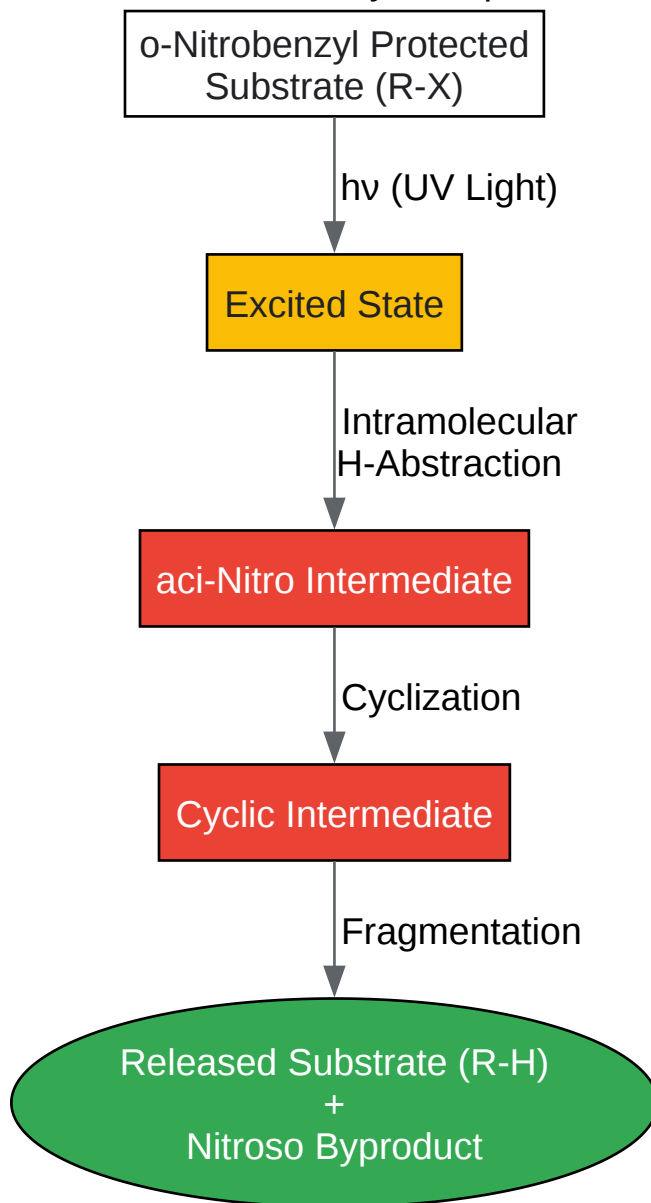 o-Nitrobenzyl Protected
Substrate (R-X)
hν (UV Light)
Excited State
Intramolecular
H-Abstraction
aci-Nitro Intermediate
Cyclization
Cyclic Intermediate
Fragmentation
Released Substrate (R-H)
+
Nitroso Byproduct